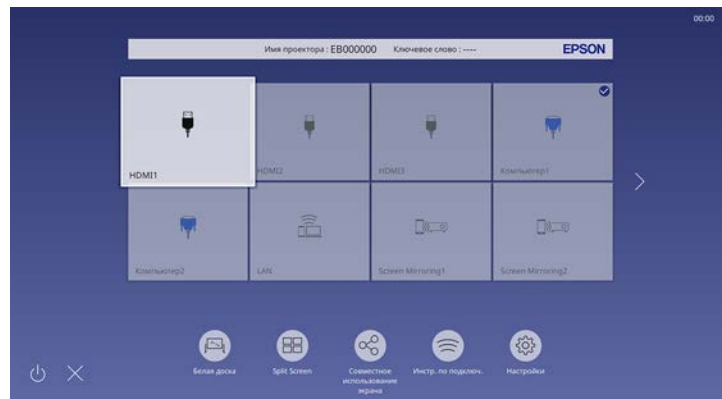 00:00
Имя проектора : EB000000 Ключевое слово : ---- EPSON
HDMI1
HDMI2
HDMI3
Компьютер1
Компьютер2
LAN
Screen Mirroring1
Screen Mirroring2
Белая доска
Split Screen
Совместное
использование
экрана
Инстр. по подключ.
Настройки